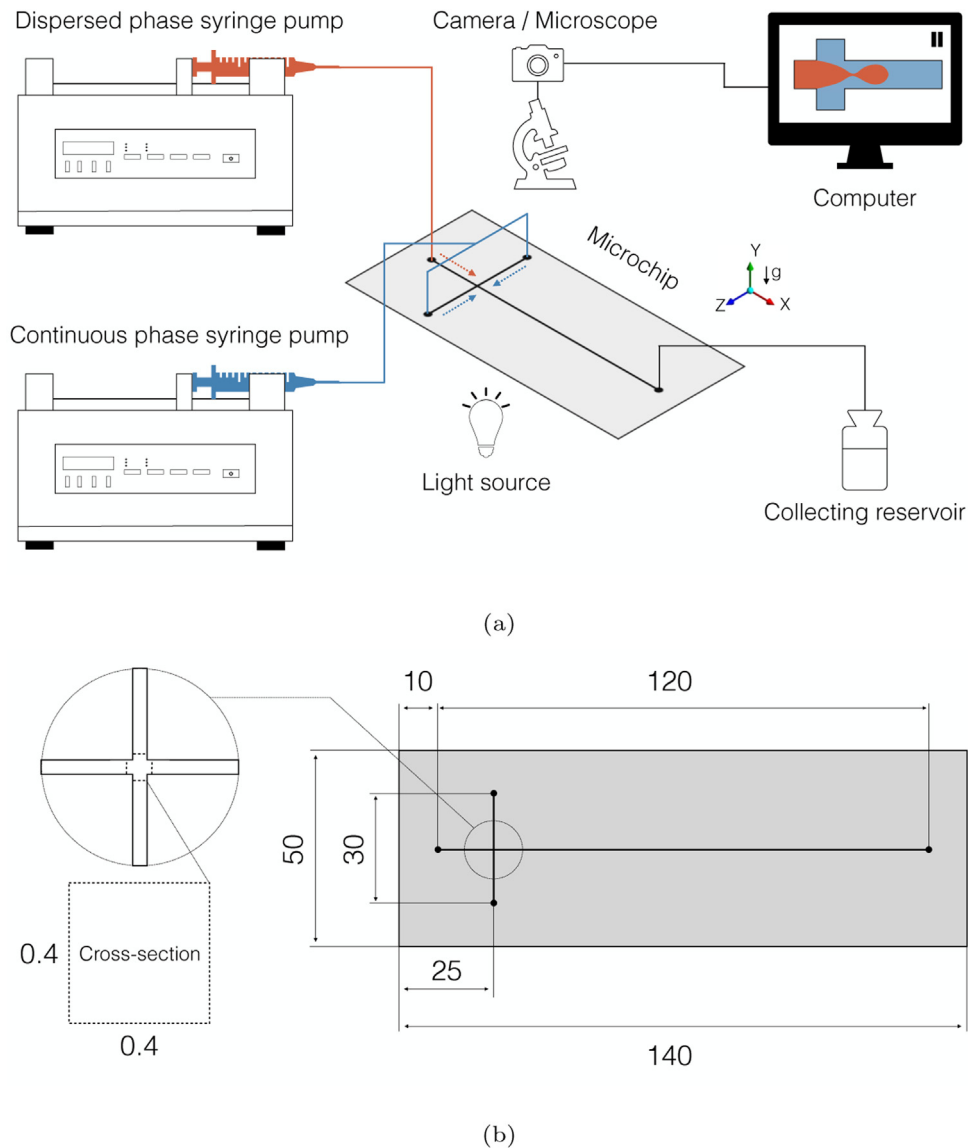 Dispersed phase syringe pump
Camera / Microscope
Computer
Microchip
Y
g
Z
X
Continuous phase syringe pump
Light source
Collecting reservoir
(a)
10
120
50
30
0.4
Cross-section
25
0.4
140
(b)